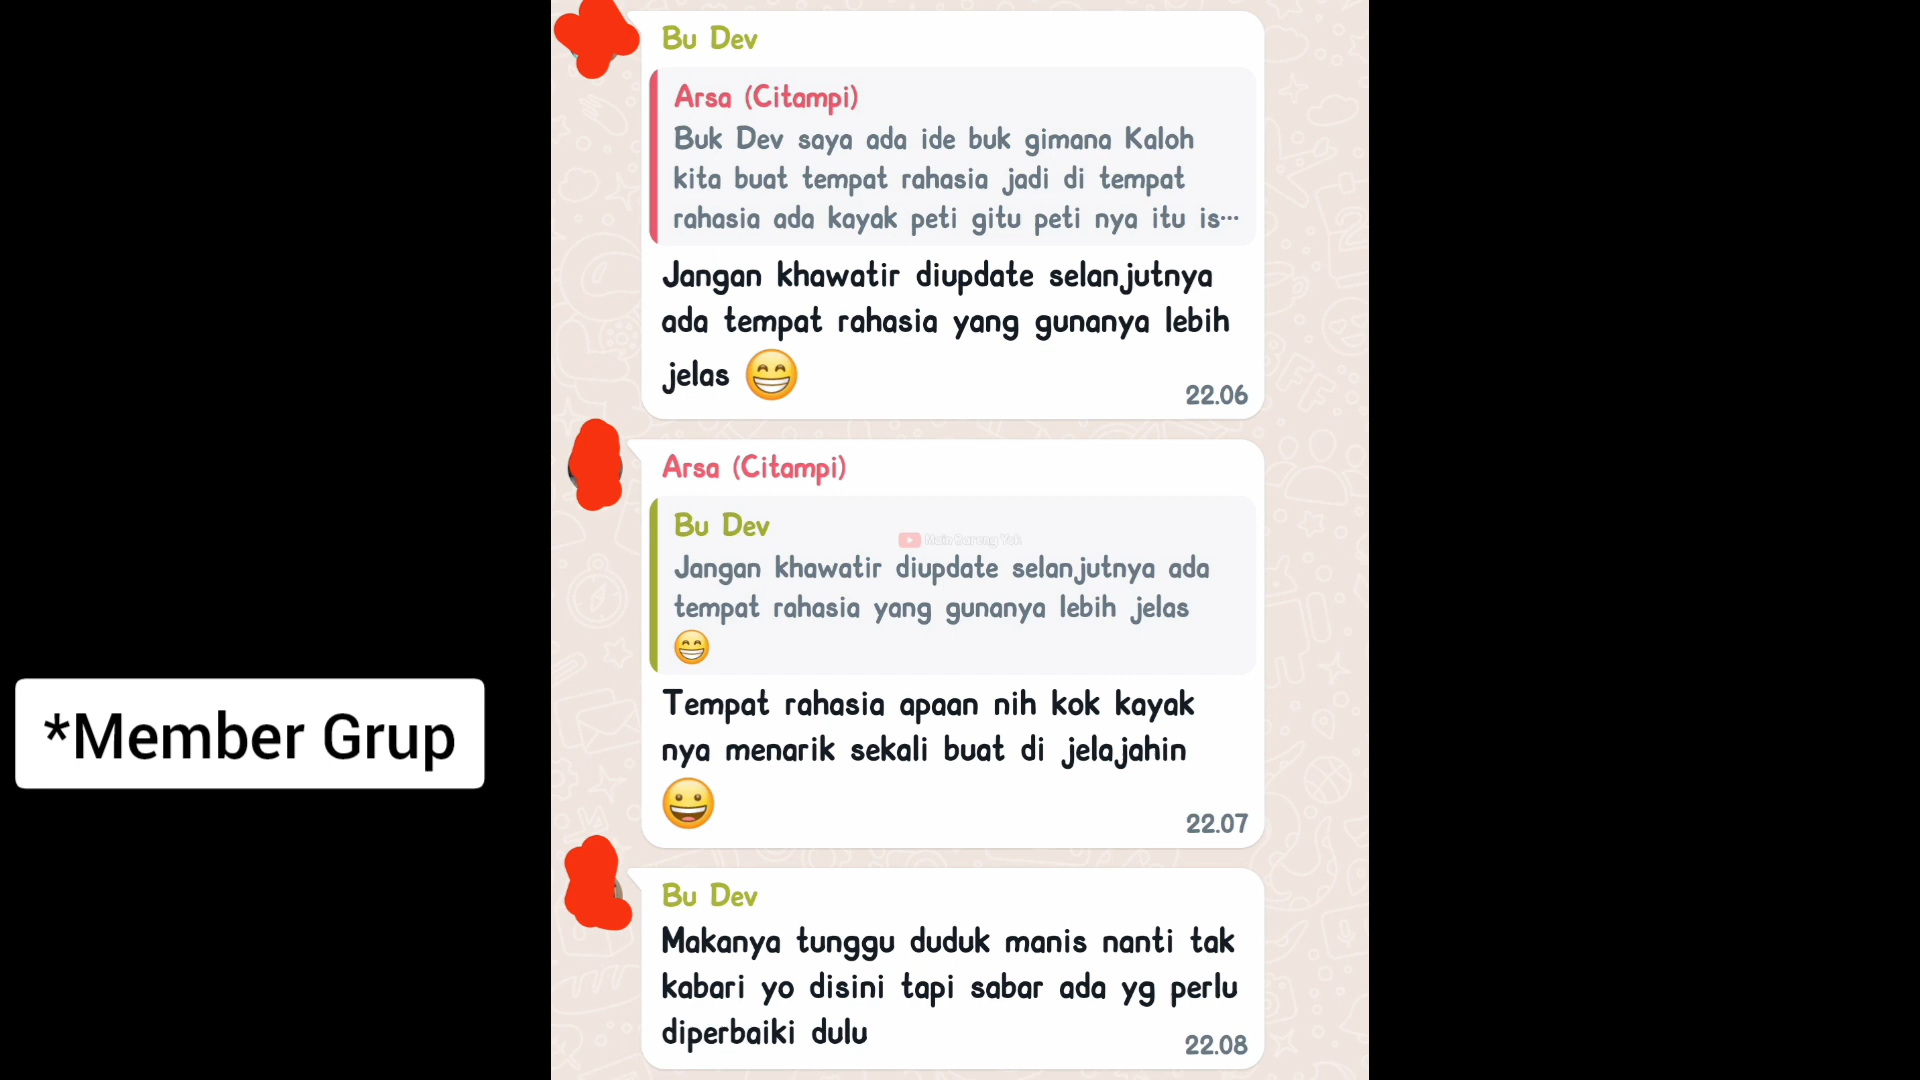 Bu Dev
Arsa (Citampi)
Buk Dev saya ada ide buk gimana Kaloh
kita buat tempat rahasia jadi di tempat
rahasia ada kayak peti gitu peti nya itu is...
Jangan khawatir diupdate selanjutnya
ada tempat rahasia yang gunanya lebih
jelas 😁
22.06
Arsa (Citampi)
Bu Dev
Main Bareng Yok
Jangan khawatir diupdate selanjutnya ada
tempat rahasia yang gunanya lebih jelas
😁
Tempat rahasia apaan nih kok kayak
nya menarik sekali buat di jelajahin
😀
22.07
*Member Grup
Bu Dev
Makanya tunggu duduk manis nanti tak
kabari yo disini tapi sabar ada yg perlu
diperbaiki dulu
22.08